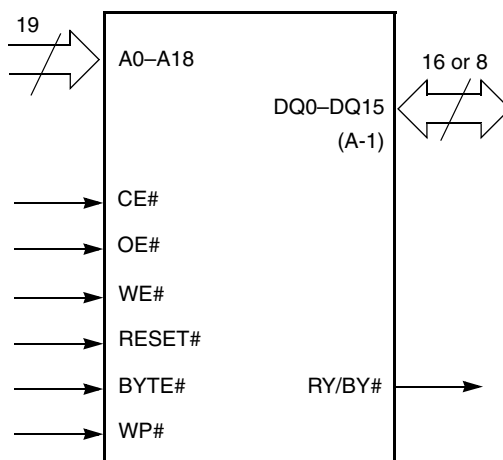 19
A0–A18
16 or 8
DQ0–DQ15
(A-1)
CE#
OE#
WE#
RESET#
BYTE#
RY/BY#
WP#